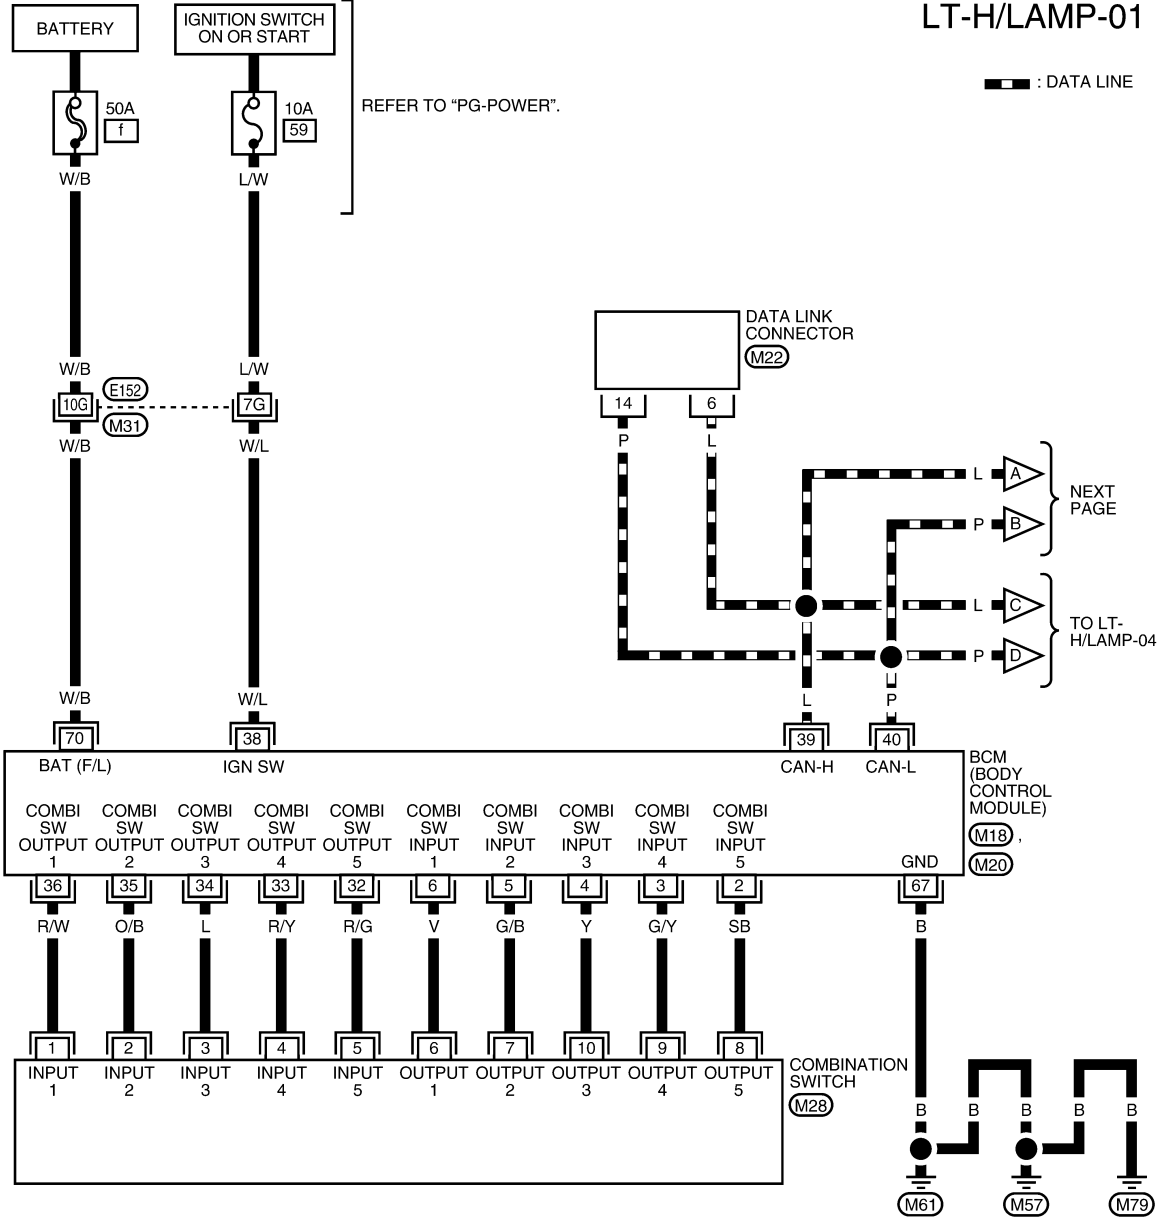 LT-H/LAMP-01
BATTERY
IGNITION SWITCH
ON OR START
: DATA LINE
REFER TO “PG-POWER”.
50A
f
10A
59
W/B
L/W
W/B
L/W
10G
E152
M31
7G
W/B
W/L
DATA LINK
CONNECTOR
M22
14
6
P
L
L
A
P
B
NEXT
PAGE
L
C
P
D
TO LT-
H/LAMP-04
W/B
W/L
L
P
70
38
39
40
BAT (F/L)
IGN SW
CAN-H
CAN-L
BCM
(BODY
CONTROL
MODULE)
M18 ,
M20
COMBI
SW
OUTPUT
1
COMBI
SW
OUTPUT
2
COMBI
SW
OUTPUT
3
COMBI
SW
OUTPUT
4
COMBI
SW
OUTPUT
5
COMBI
SW
INPUT
1
COMBI
SW
INPUT
2
COMBI
SW
INPUT
3
COMBI
SW
INPUT
4
COMBI
SW
INPUT
5
GND
36
35
34
33
32
6
5
4
3
2
67
R/W
O/B
L
R/Y
R/G
V
G/B
Y
G/Y
SB
B
1
2
3
4
5
6
7
10
9
8
INPUT
1
INPUT
2
INPUT
3
INPUT
4
INPUT
5
OUTPUT
1
OUTPUT
2
OUTPUT
3
OUTPUT
4
OUTPUT
5
COMBINATION
SWITCH
M28
B
B
B
B
B
M61
M57
M79